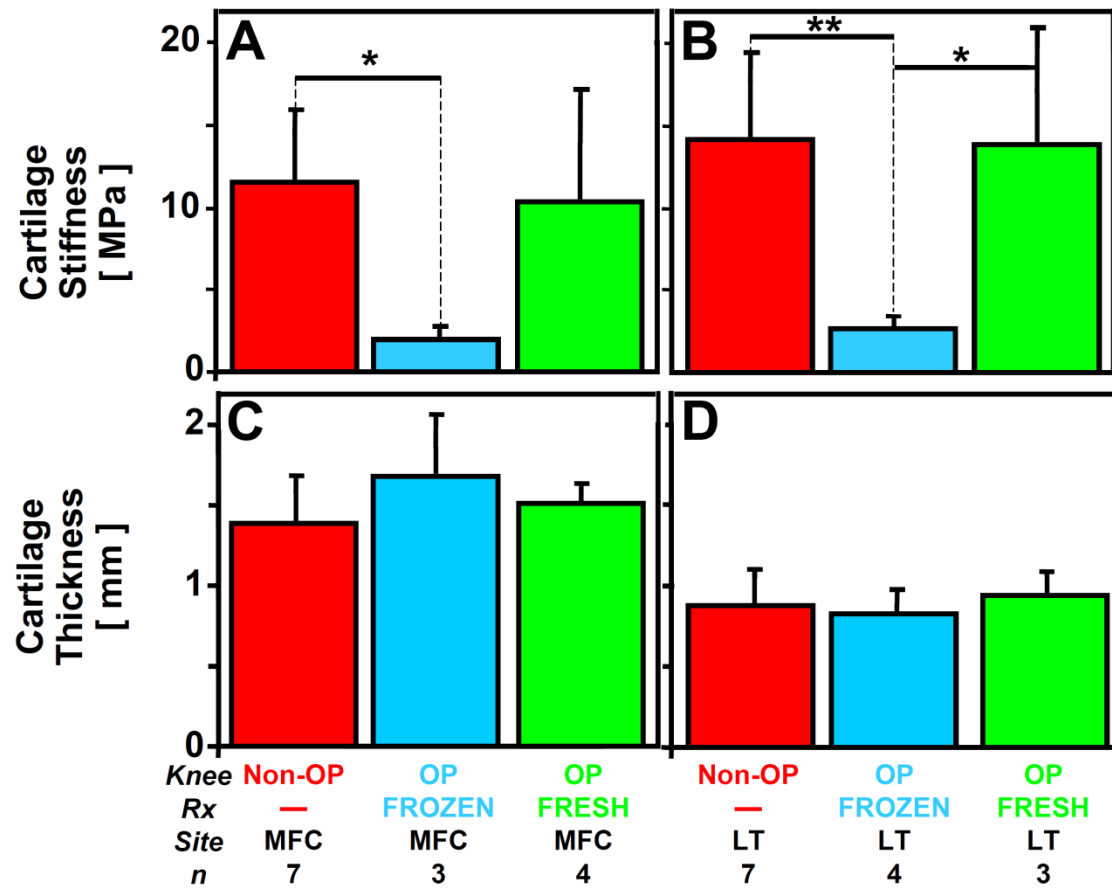 A
B
20
10
0
*
**
*
Cartilage
Stiffness
[ MPa ]
C
D
2
1
0
Cartilage
Thickness
[ mm ]
Knee Non-OP OP OP Non-OP OP OP
Rx — FROZEN FRESH — FROZEN FRESH
Site MFC MFC MFC LT LT LT
n 7 3 4 7 4 3